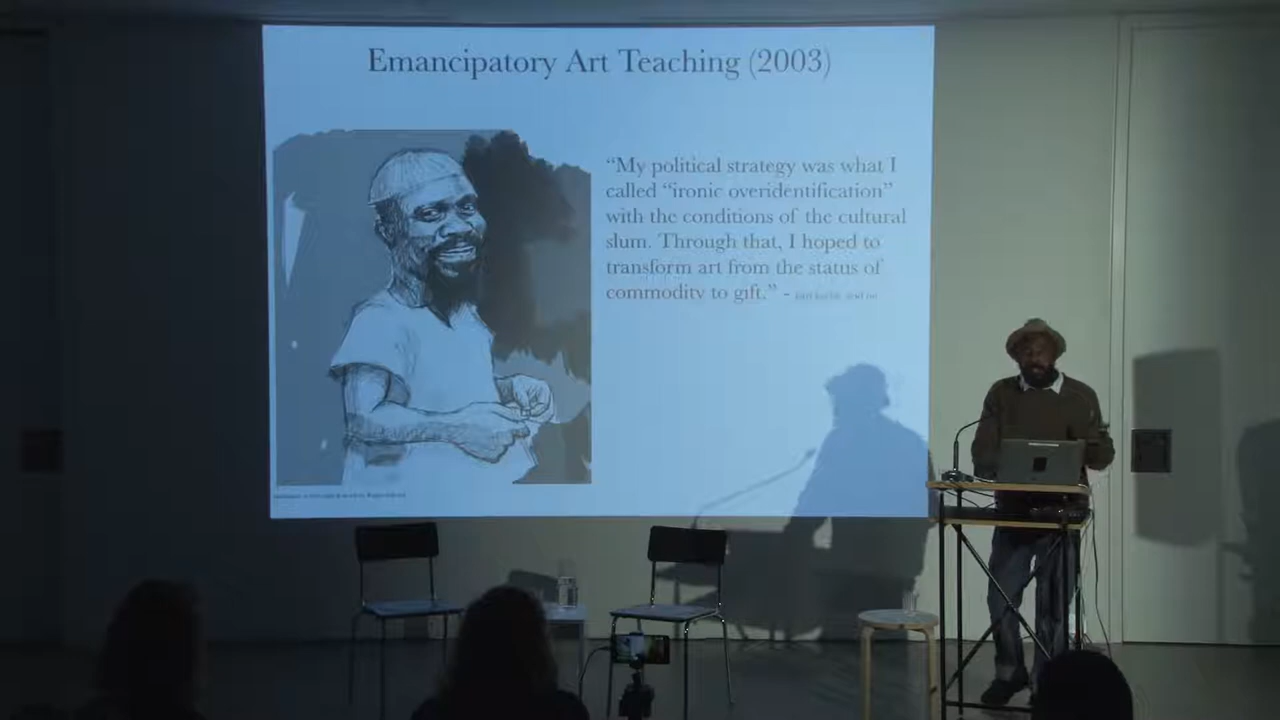 Emancipatory Art Teaching (2003)
“My political strategy was what I
called “ironic overidentification”
with the conditions of the cultural
slum. Through that, I hoped to
transform art from the status of
commodity to gift.” -